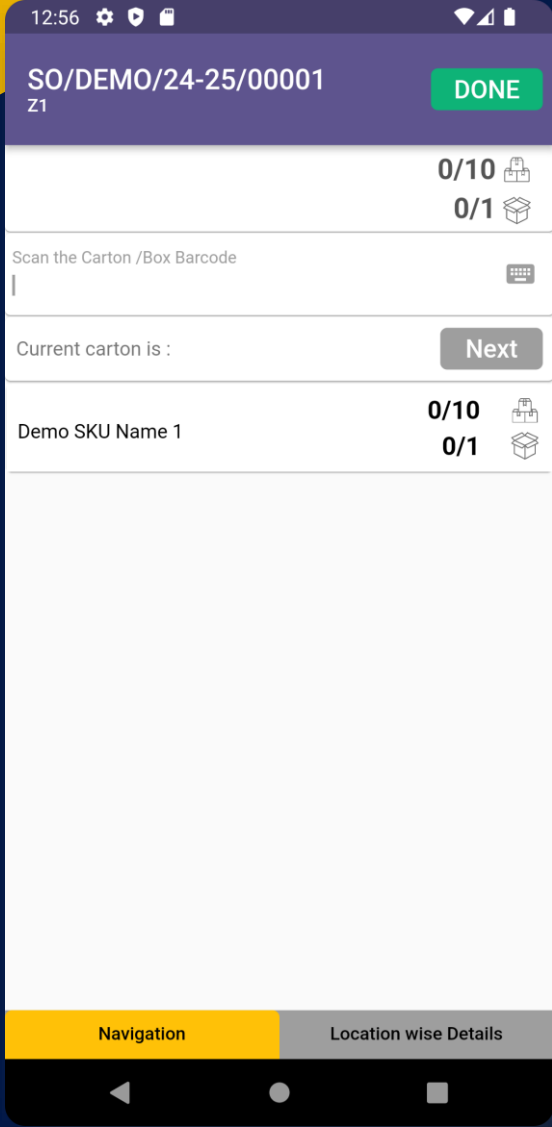 12:56
SO/DEMO/24-25/00001
Z1
DONE
0/10
0/1
Scan the Carton /Box Barcode
Current carton is :
Next
Demo SKU Name 1
0/10
0/1
Navigation
Location wise Details